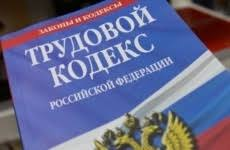 ЗАКОНЫ И КОДЕКСЫ
ТРУДОВОЙ
КОДЕКС
РОССИЙСКОЙ ФЕДЕРАЦИИ